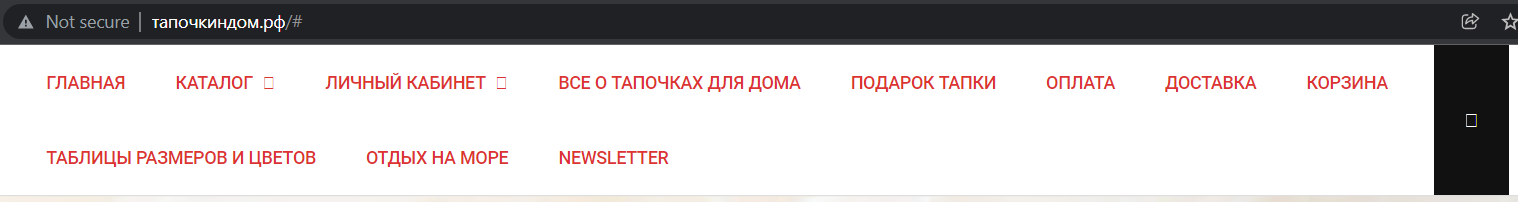 Not secure | тапочкиндом.рф/#
ГЛАВНАЯ КАТАЛОГ ЛИЧНЫЙ КАБИНЕТ ВСЕ О ТАПОЧКАХ ДЛЯ ДОМА ПОДАРОК ТАПКИ ОПЛАТА ДОСТАВКА КОРЗИНА
ТАБЛИЦЫ РАЗМЕРОВ И ЦВЕТОВ ОТДЫХ НА МОРЕ NEWSLETTER